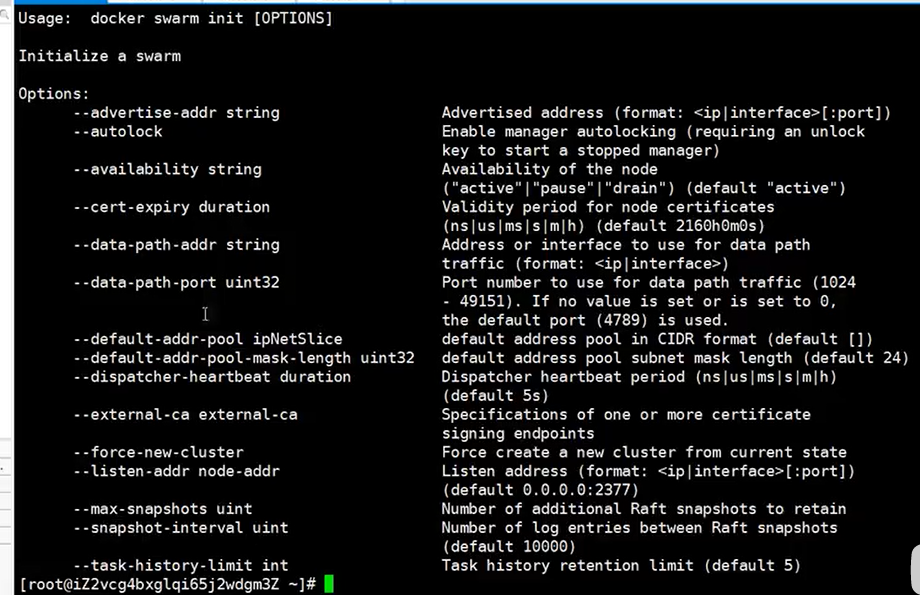 Usage:  docker swarm init [OPTIONS]
Initialize a swarm
Options:
--advertise-addr string                  Advertised address (format: <ip|interface>[:port])
--autolock                               Enable manager autolocking (requiring an unlock
key to start a stopped manager)
--availability string                    Availability of the node
("active"|"pause"|"drain") (default "active")
--cert-expiry duration                   Validity period for node certificates
(ns|us|ms|s|m|h) (default 2160h0m0s)
--data-path-addr string                  Address or interface to use for data path
traffic (format: <ip|interface>)
--data-path-port uint32                  Port number to use for data path traffic (1024
- 49151). If no value is set or is set to 0,
the default port (4789) is used.
--default-addr-pool ipNetSlice           default address pool in CIDR format (default [])
--default-addr-pool-mask-length uint32   default address pool subnet mask length (default 24)
--dispatcher-heartbeat duration          Dispatcher heartbeat period (ns|us|ms|s|m|h)
(default 5s)
--external-ca external-ca                Specifications of one or more certificate
signing endpoints
--force-new-cluster                      Force create a new cluster from current state
--listen-addr node-addr                  Listen address (format: <ip|interface>[:port])
(default 0.0.0.0:2377)
--max-snapshots uint                     Number of additional Raft snapshots to retain
--snapshot-interval uint                 Number of log entries between Raft snapshots
(default 10000)
--task-history-limit int                 Task history retention limit (default 5)
[root@iZ2vcg4bxglqi65j2wdgm3Z ~]#